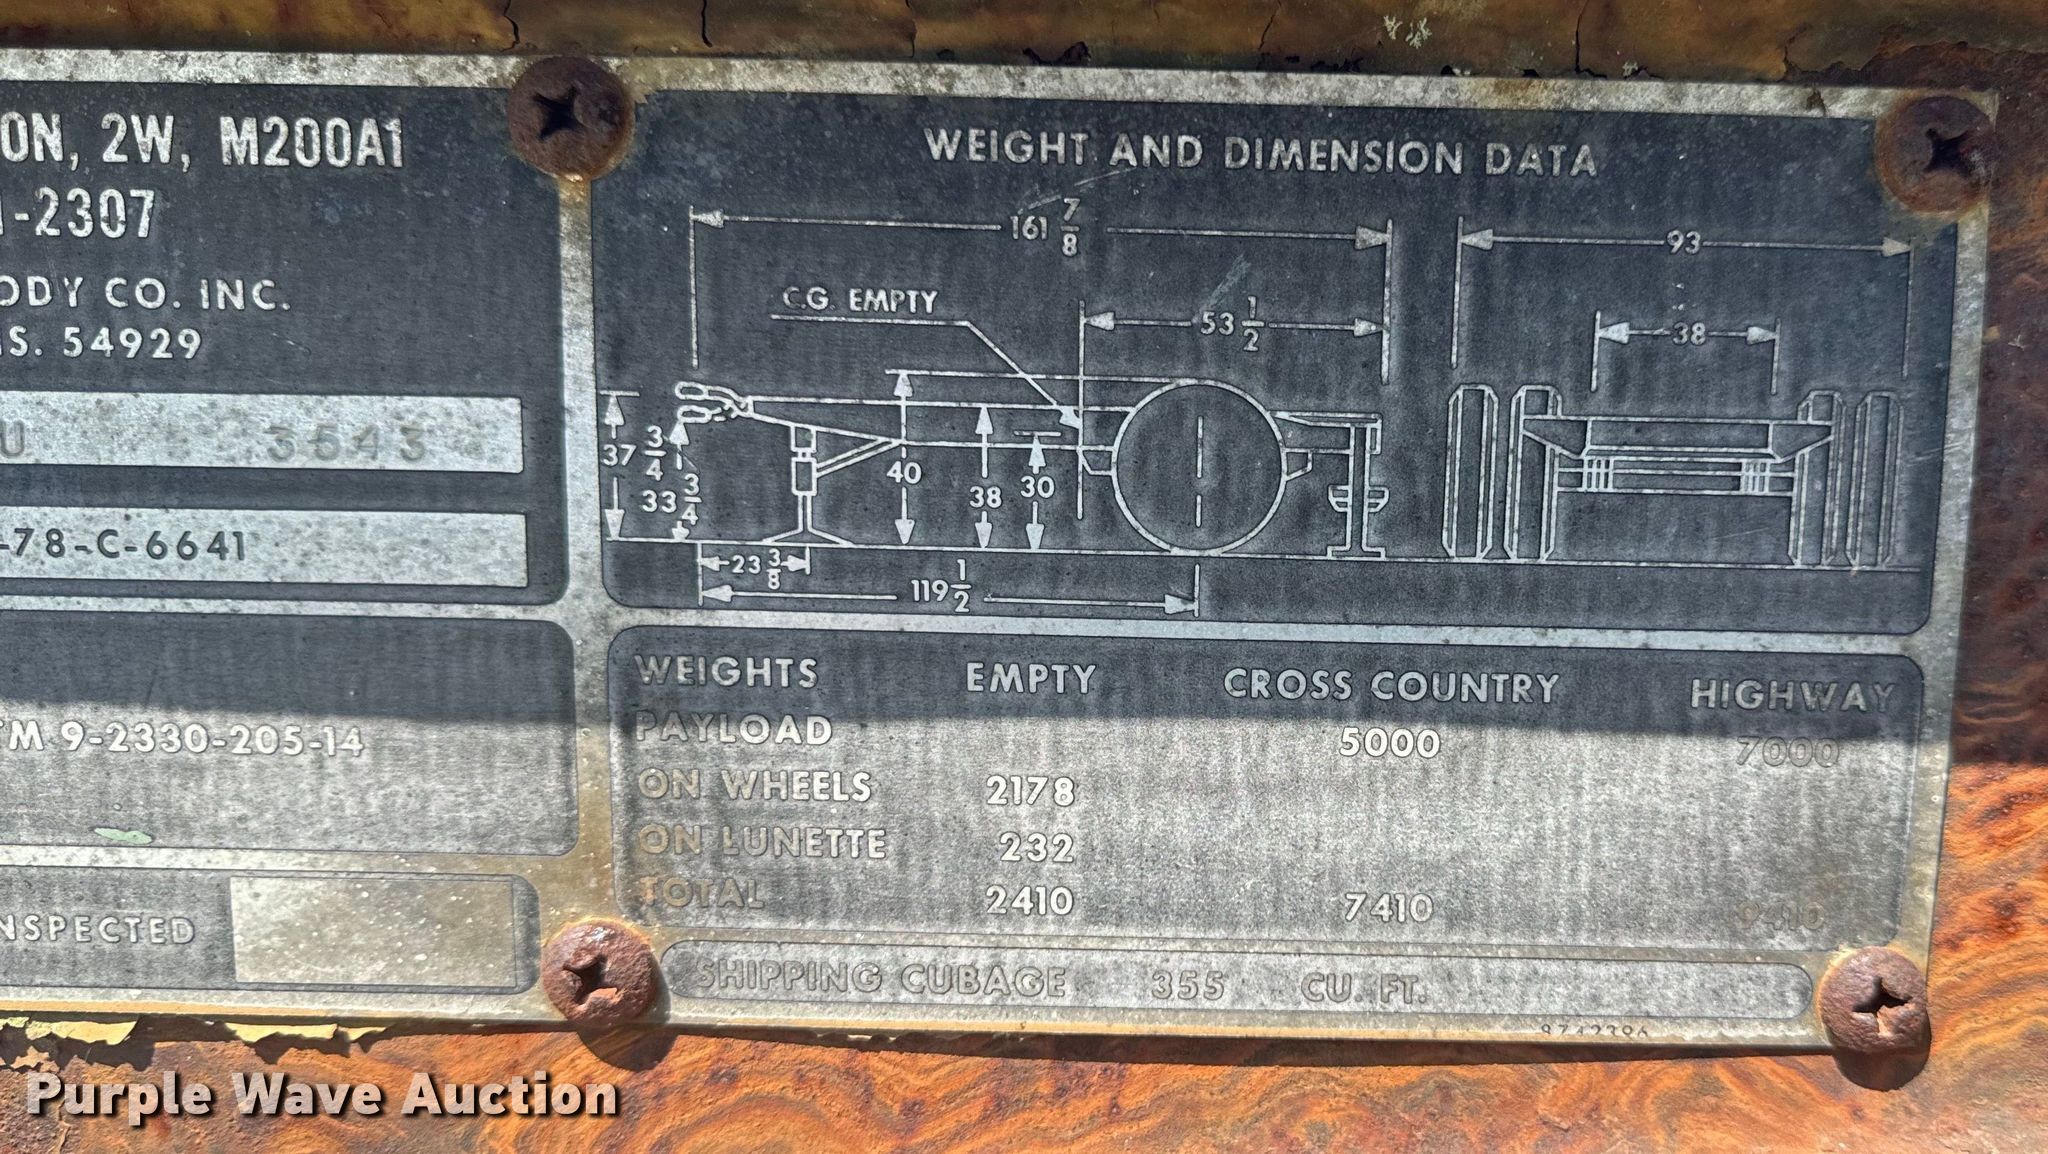 ON, 2W, M200A1
-2307
ODY CO. INC.
IS. 54929
U 3543
-78-C-6641
TM 9-2330-205-14
NSPECTED
WEIGHT AND DIMENSION DATA
161 7/8
93
C.G. EMPTY
53 1/2
38
37 3/4
33 3/4
40
38
30
23 3/8
119 1/2
WEIGHTS EMPTY CROSS COUNTRY HIGHWAY
PAYLOAD 5000 7000
ON WHEELS 2178
ON LUNETTE 232
TOTAL 2410 7410 9410
SHIPPING CUBAGE 355 CU. FT.
8742396
Purple Wave Auction